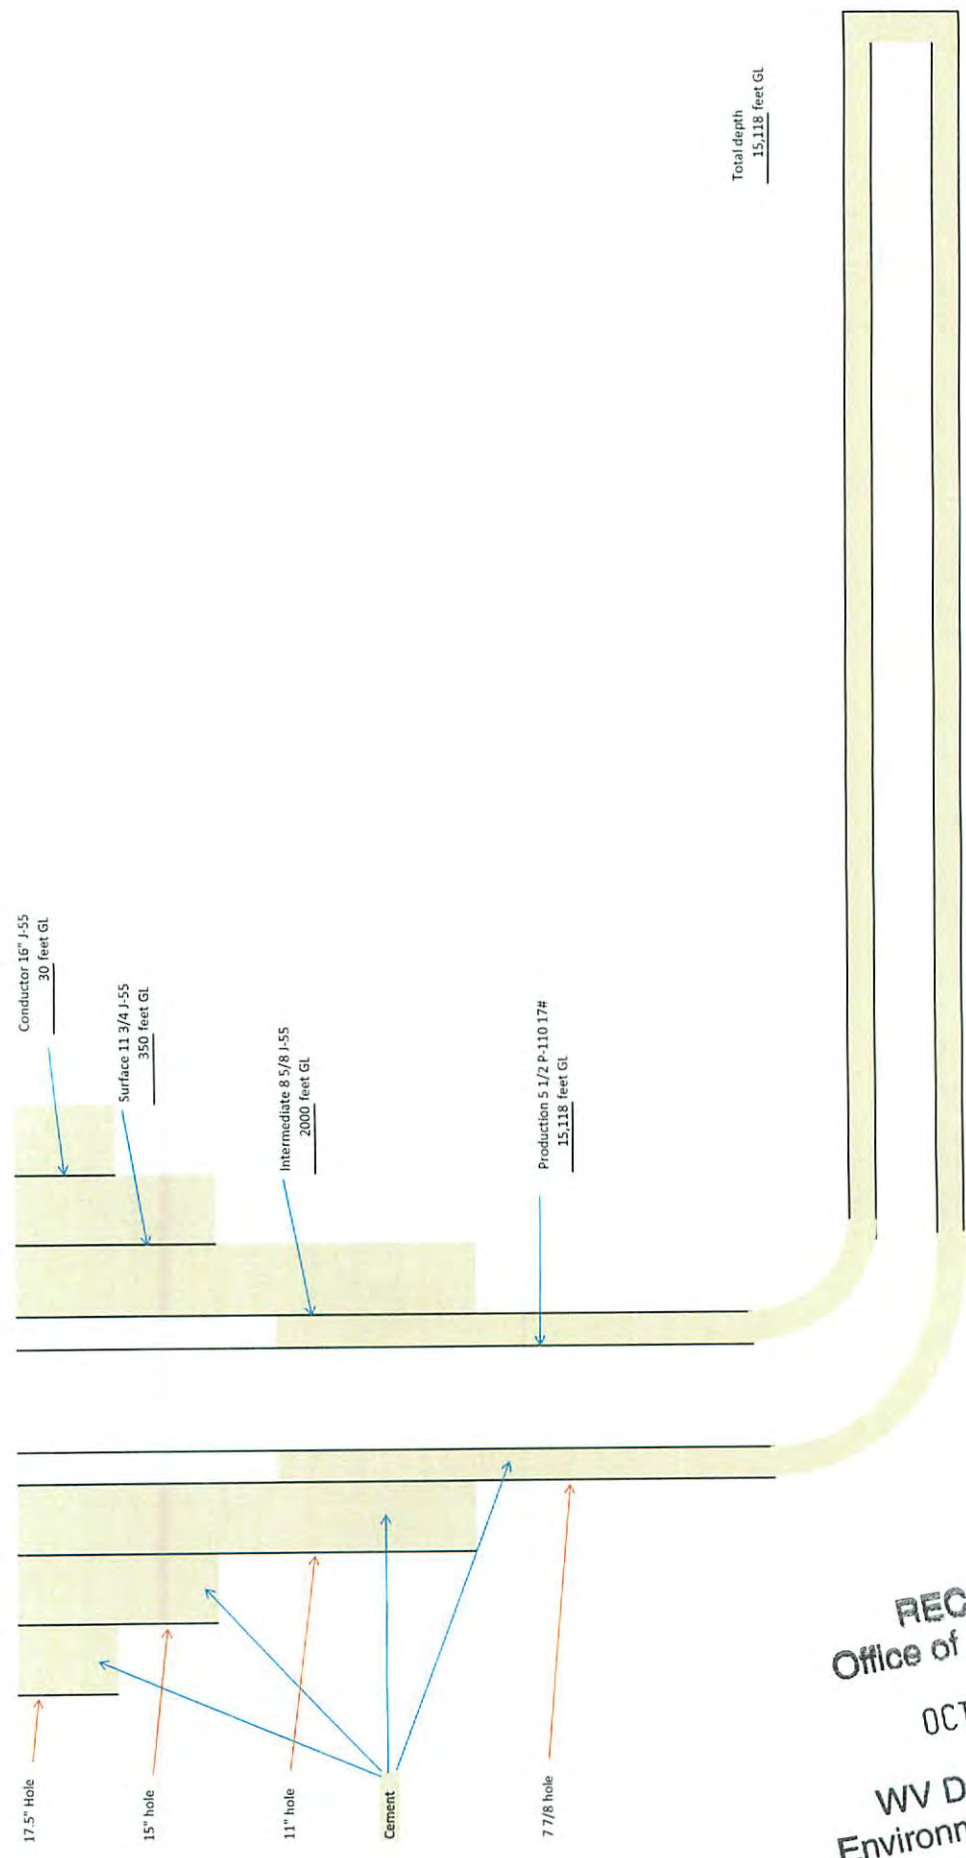 Conductor 16" J-55
30 feet GL
Surface 11 3/4 J-55
350 feet GL
Intermediate 8 5/8 J-55
2000 feet GL
Production 5 1/2 P-110 17#
15,118 feet GL
Total depth
15,118 feet GL
17.5" Hole
15" hole
11" hole
Cement
7 7/8 hole
REC
Office of
OCT
WV D
Environm